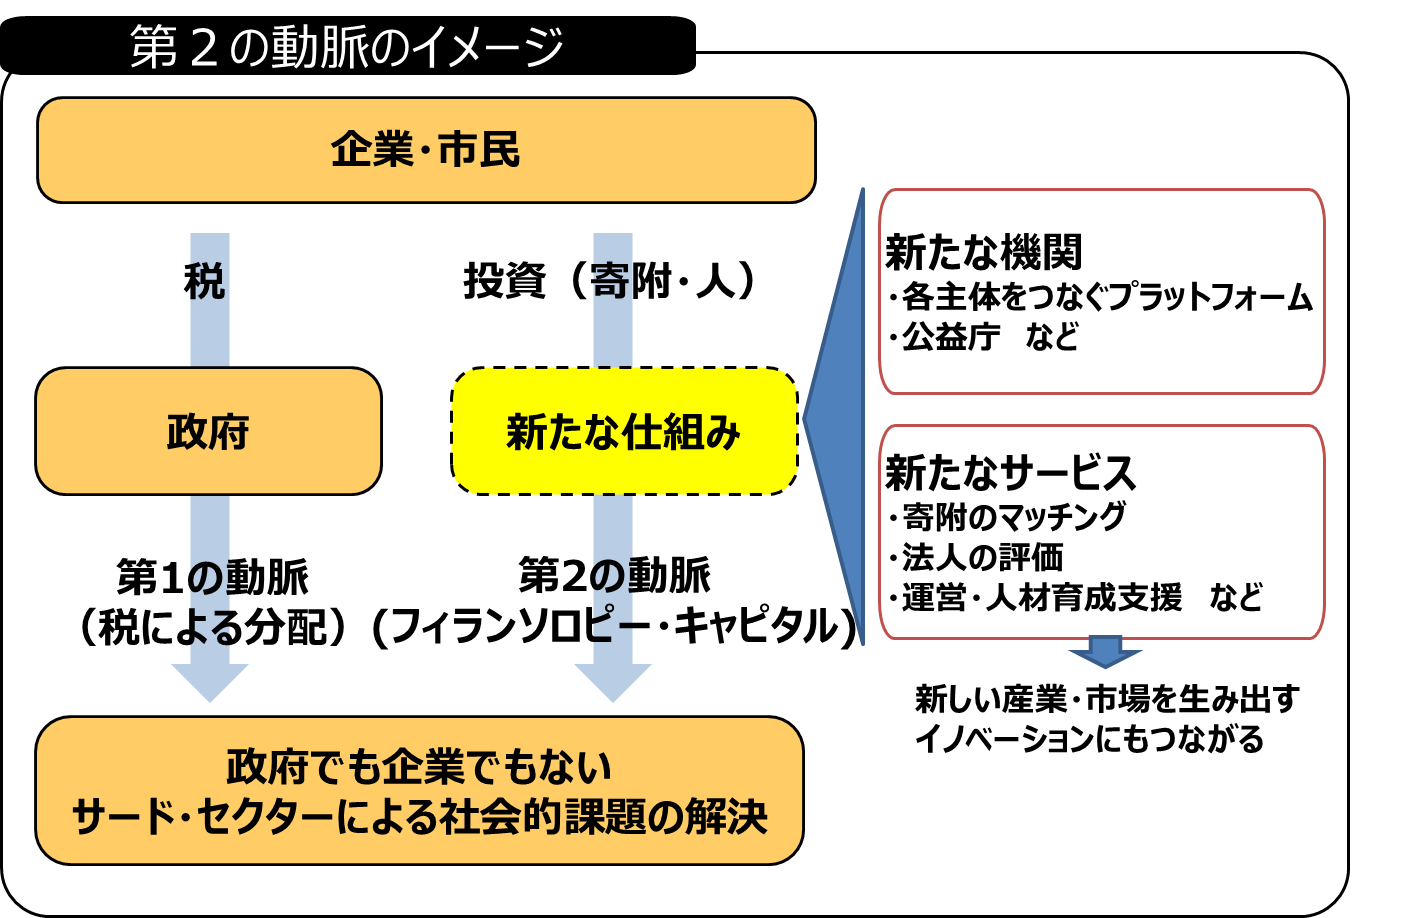 第２の動脈のイメージ
企業・市民
税
投資（寄附・人）
政府
新たな仕組み
第1の動脈
（税による分配）
第2の動脈
(フィランソロピー・キャピタル)
政府でも企業でもない
サード・セクターによる社会的課題の解決
新たな機関
・各主体をつなぐプラットフォーム
・公益庁　など
新たなサービス
・寄附のマッチング
・法人の評価
・運営・人材育成支援　など
新しい産業・市場を生み出す
イノベーションにもつながる